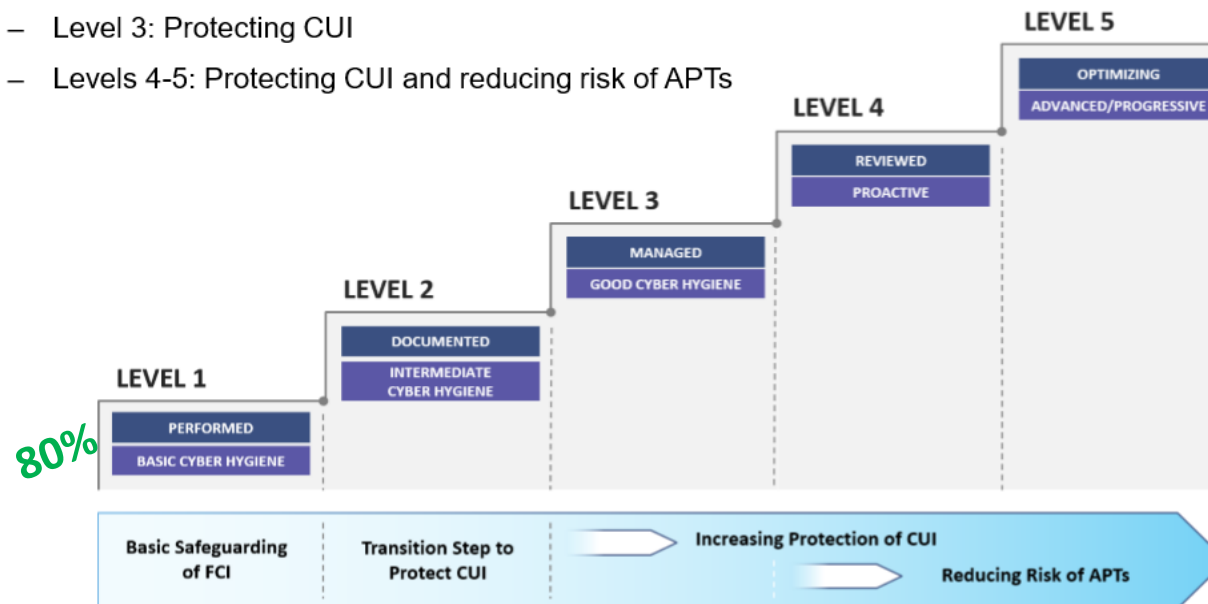 – Level 3: Protecting CUI
– Levels 4-5: Protecting CUI and reducing risk of APTs
LEVEL 5
OPTIMIZING
ADVANCED/PROGRESSIVE
LEVEL 4
REVIEWED
PROACTIVE
LEVEL 3
MANAGED
GOOD CYBER HYGIENE
LEVEL 2
DOCUMENTED
INTERMEDIATE
CYBER HYGIENE
LEVEL 1
PERFORMED
BASIC CYBER HYGIENE
80%
Basic Safeguarding
of FCI
Transition Step to
Protect CUI
Increasing Protection of CUI
Reducing Risk of APTs